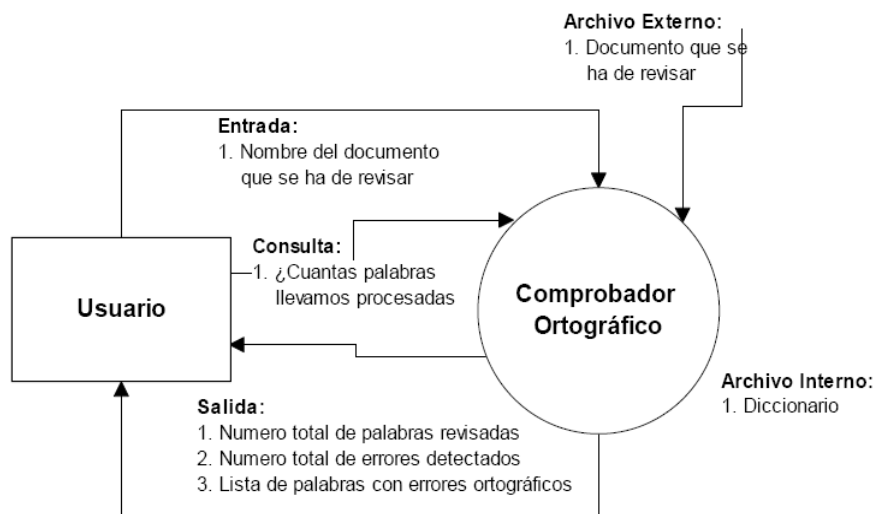 Archivo Externo:
1. Documento que se
ha de revisar
Entrada:
1. Nombre del documento
que se ha de revisar
Consulta:
1. ¿Cuantas palabras
llevamos procesadas
Usuario
Comprobador
Ortográfico
Archivo Interno:
1. Diccionario
Salida:
1. Numero total de palabras revisadas
2. Numero total de errores detectados
3. Lista de palabras con errores ortográficos